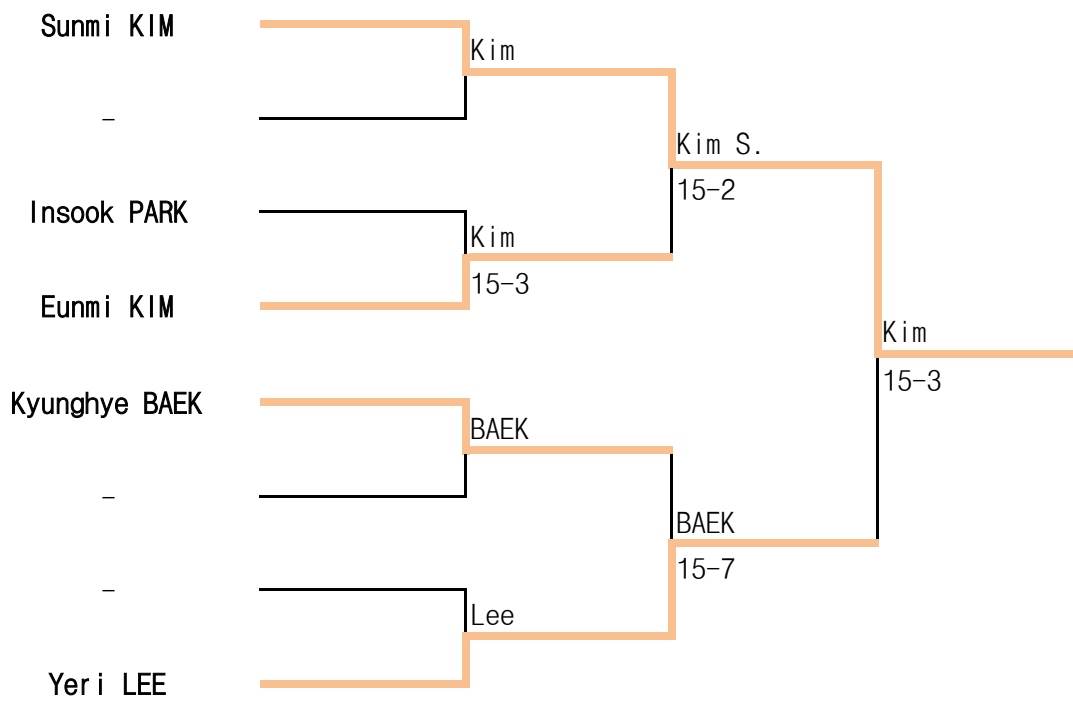 Sunmi KIM
Kim
-
Kim S.
15-2
Insook PARK
Kim
15-3
Eunmi KIM
Kim
15-3
Kyunghye BAEK
BAEK
-
BAEK
15-7
-
Lee
Yeri LEE